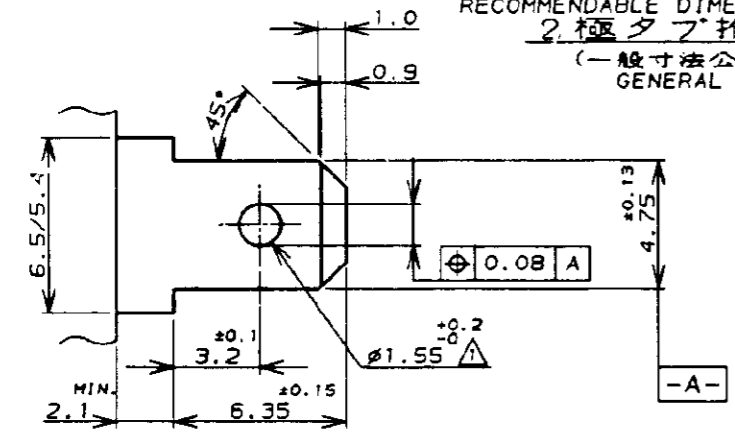 RECOMMENDABLE DIME
2極タブ推
(一般寸法公
GENERAL
1.0
0.9
45°
6.5/5.4
±0.13
4.75
⌖ 0.08 A
±0.1
3.2
+0.2
-0
ø1.55 1
-A-
MIN.
2.1
±0.15
6.35